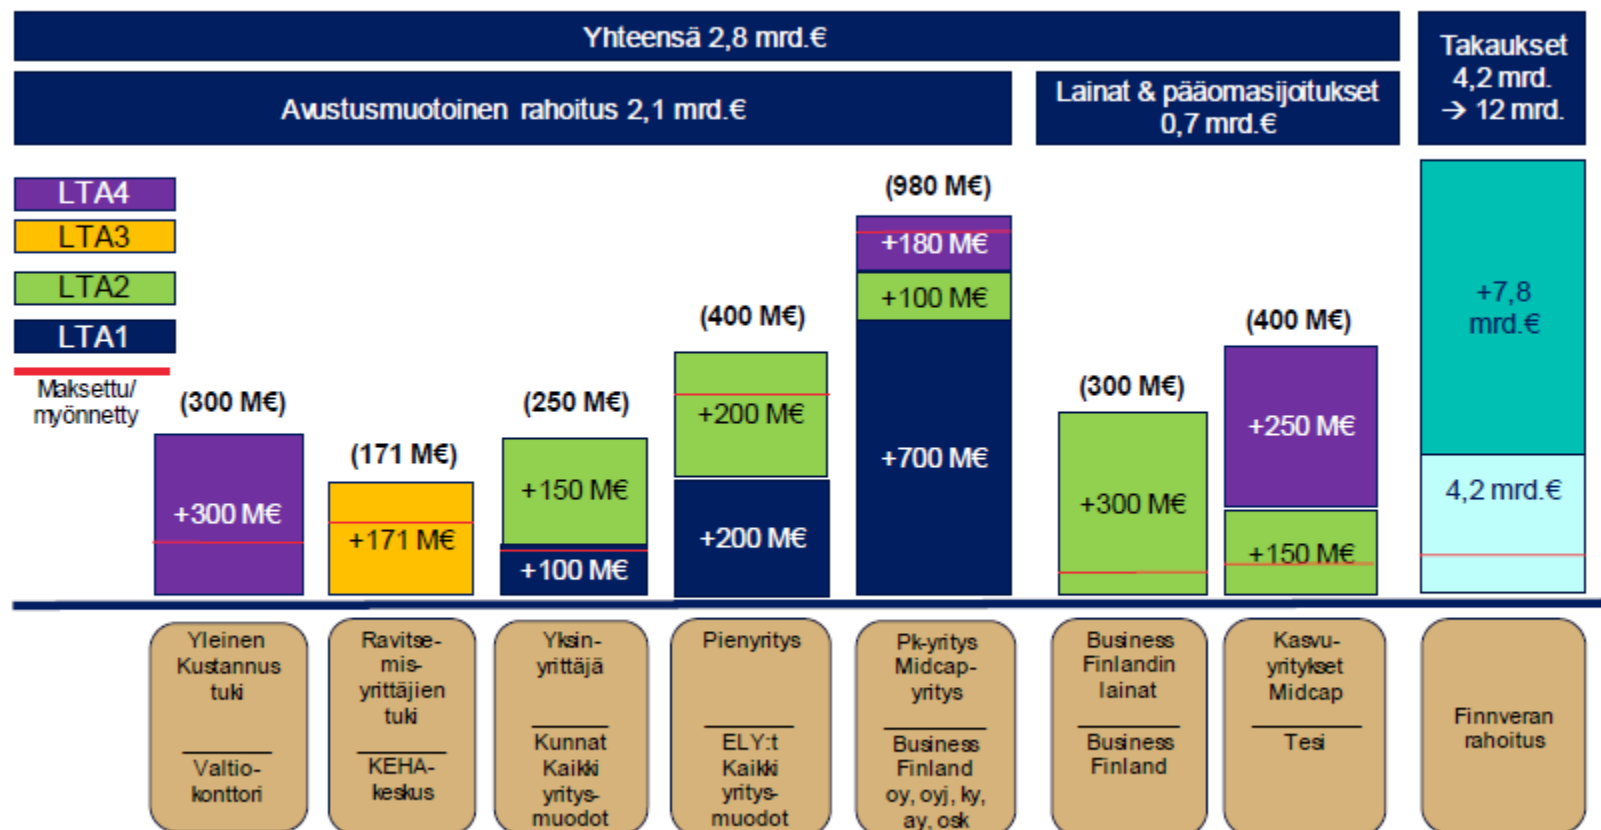 Yhteensä 2,8 mrd.€
Takaukset
4,2 mrd.
→ 12 mrd.
Avustusmuotoinen rahoitus 2,1 mrd.€
Lainat & pääomasijoitukset
0,7 mrd.€
LTA4
LTA3
LTA2
LTA1
Maksettu/
myönnetty
(300 M€)
+300 M€
(171 M€)
+171 M€
(250 M€)
+150 M€
+100 M€
(400 M€)
+200 M€
+200 M€
(980 M€)
+180 M€
+100 M€
+700 M€
(300 M€)
+300 M€
(400 M€)
+250 M€
+150 M€
+7,8
mrd.€
4,2 mrd.€
Yleinen
Kustannus
tuki
Valtio-
konttori
Ravitse-
mis-
yrittäjien
tuki
KEHA-
keskus
Yksin-
yrittäjä
Kunnat
Kaikki
yritys-
muodot
Pienyritys
ELY:t
Kaikki
yritys-
muodot
Pk-yritys
Midcap-
yritys
Business
Finland
oy, oyj, ky,
ay, osk
Business
Finlandin
lainat
Business
Finland
Kasvu-
yritykset
Midcap
Tesi
Finnveran
rahoitus